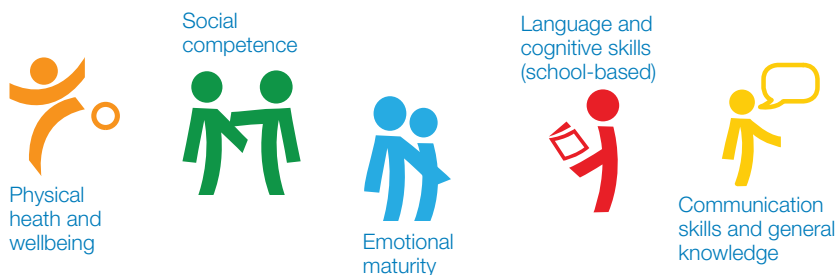 Physical
heath and
wellbeing
Social
competence
Emotional
maturity
Language and
cognitive skills
(school-based)
Communication
skills and general
knowledge